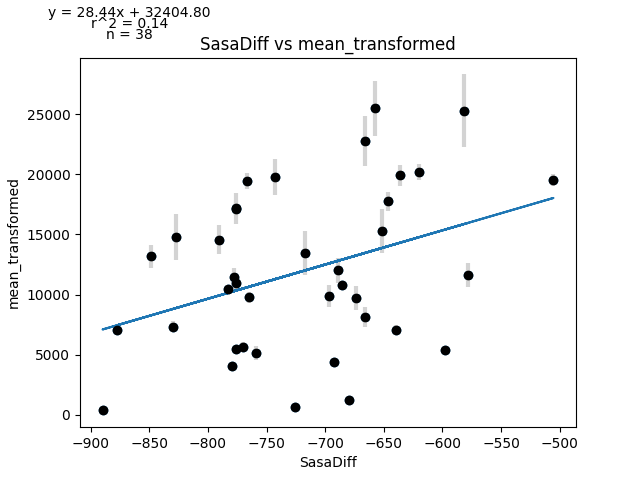 y = 28.44x + 32404.80
r^2 = 0.14
n = 38
SasaDiff vs mean_transformed
25000
20000
15000
10000
5000
0
mean_transformed
−900 −850 −800 −750 −700 −650 −600 −550 −500
SasaDiff